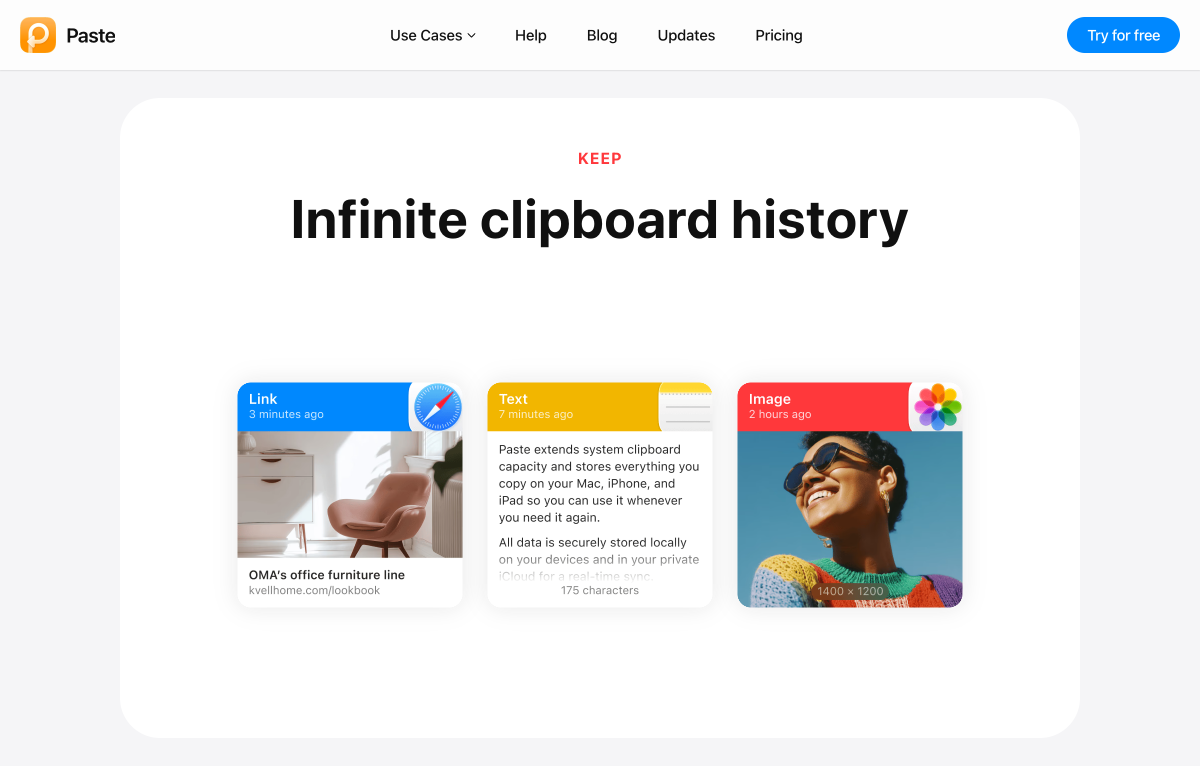 Paste
Use Cases
Help
Blog
Updates
Pricing
Try for free
KEEP
Infinite clipboard history
Link
3 minutes ago
OMA's office furniture line
kvellhome.com/lookbook
Text
7 minutes ago
Paste extends system clipboard
capacity and stores everything you
copy on your Mac, iPhone, and
iPad so you can use it whenever
you need it again.
All data is securely stored locally
on your devices and in your private
iCloud for a real-time sync.
175 characters
Image
2 hours ago
1400 × 1200